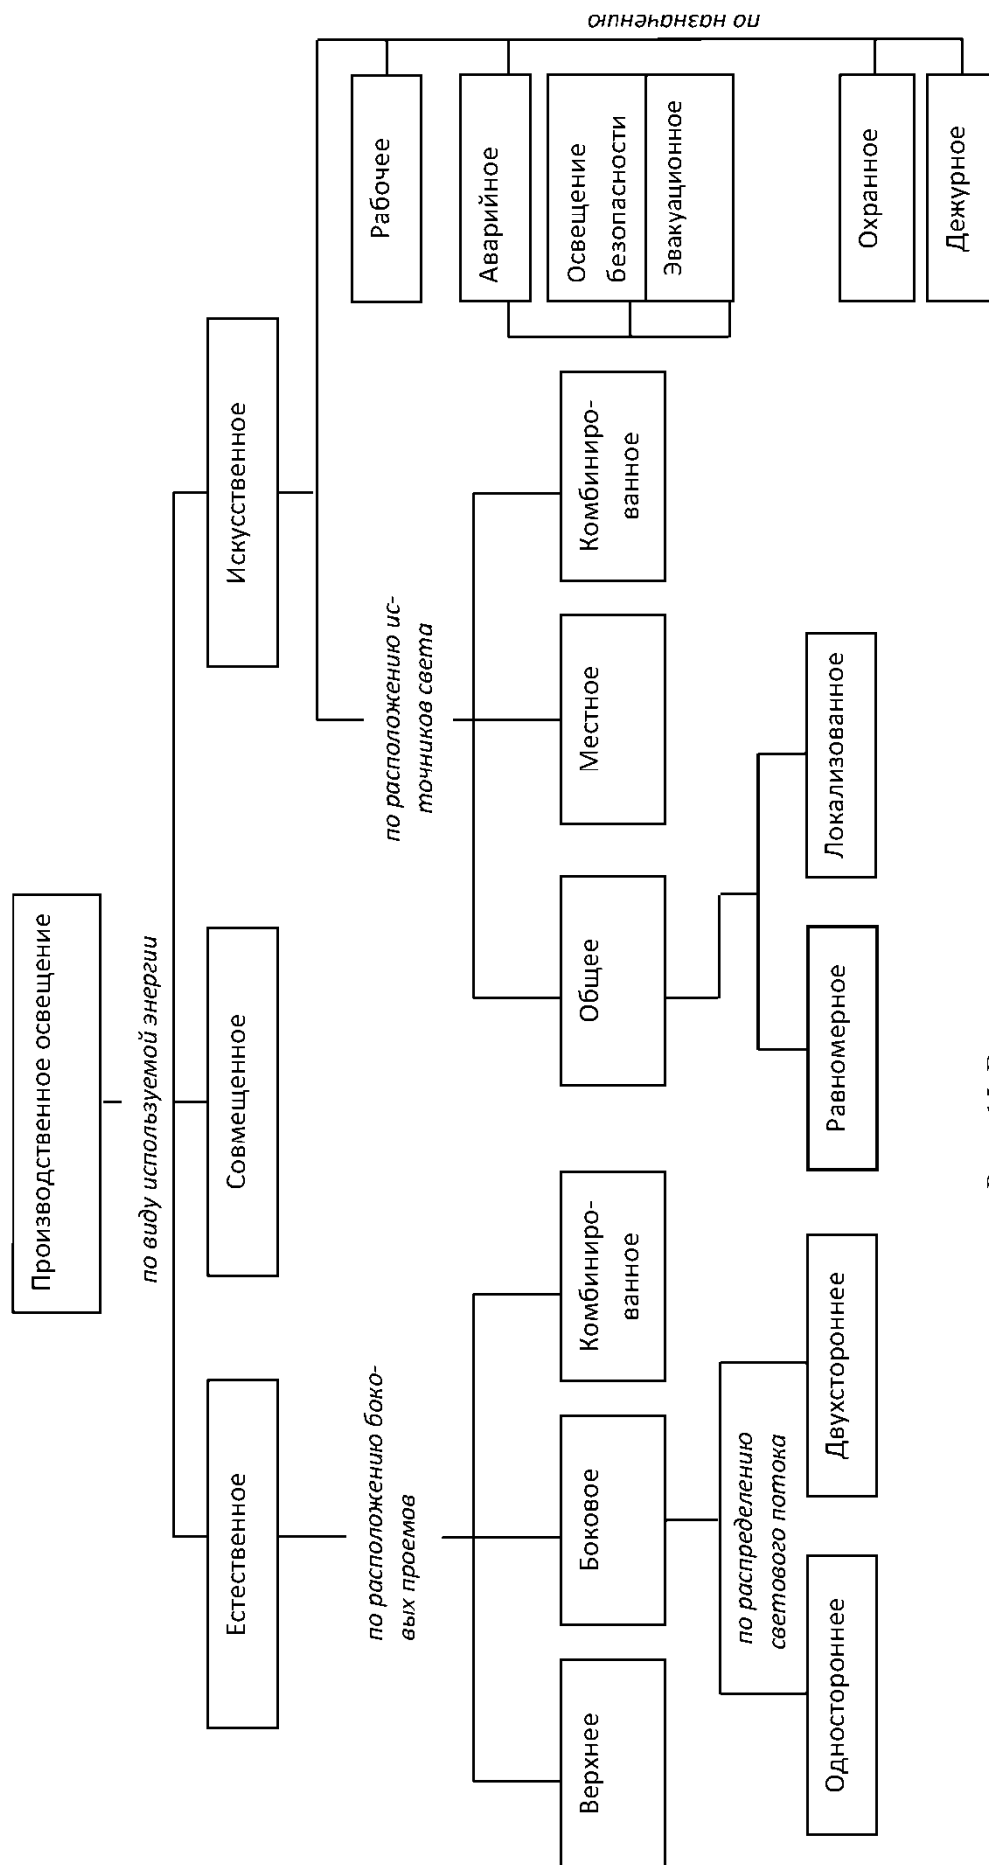 Производственное освещение
по виду используемой энергии
Естественное
Совмещенное
Искусственное
по расположению боко-
вых проемов
Верхнее
Боковое
Комбиниро-
ванное
по распределению
светового потока
Одностороннее
Двухстороннее
по расположению ис-
точников света
Общее
Местное
Комбиниро-
ванное
Равномерное
Локализованное
по назначению
Рабочее
Аварийное
Освещение
безопасности
Эвакуационное
Охранное
Дежурное